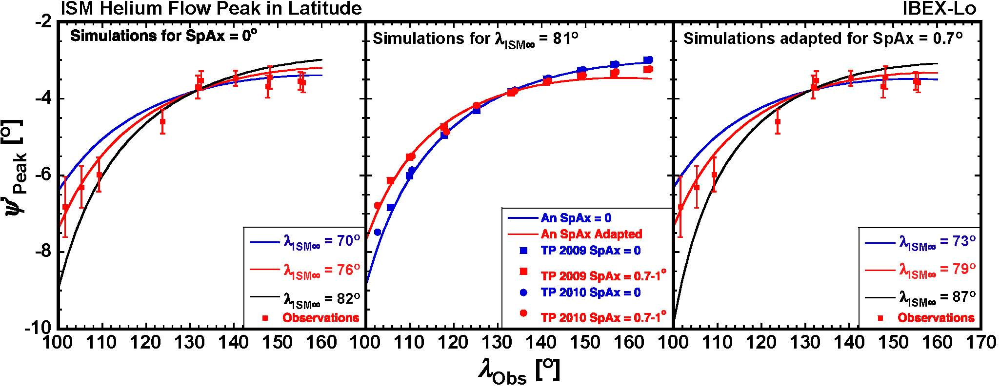 ISM Helium Flow Peak in Latitude
IBEX-Lo
Simulations for SpAx = 0°
Simulations for λISM∞ = 81°
Simulations adapted for SpAx = 0.7°
-2
-4
-6
-8
-10
ψ'Peak [°]
λISM∞ = 70°
λISM∞ = 76°
λISM∞ = 82°
Observations
An SpAx = 0
An SpAx Adapted
TP 2009 SpAx = 0
TP 2009 SpAx = 0.7-1°
TP 2010 SpAx = 0
TP 2010 SpAx = 0.7-1°
λISM∞ = 73°
λISM∞ = 79°
λISM∞ = 87°
Observations
100 110 120 130 140 150 160 100 110 120 130 140 150 160 100 110 120 130 140 150 160 170
λObs [°]